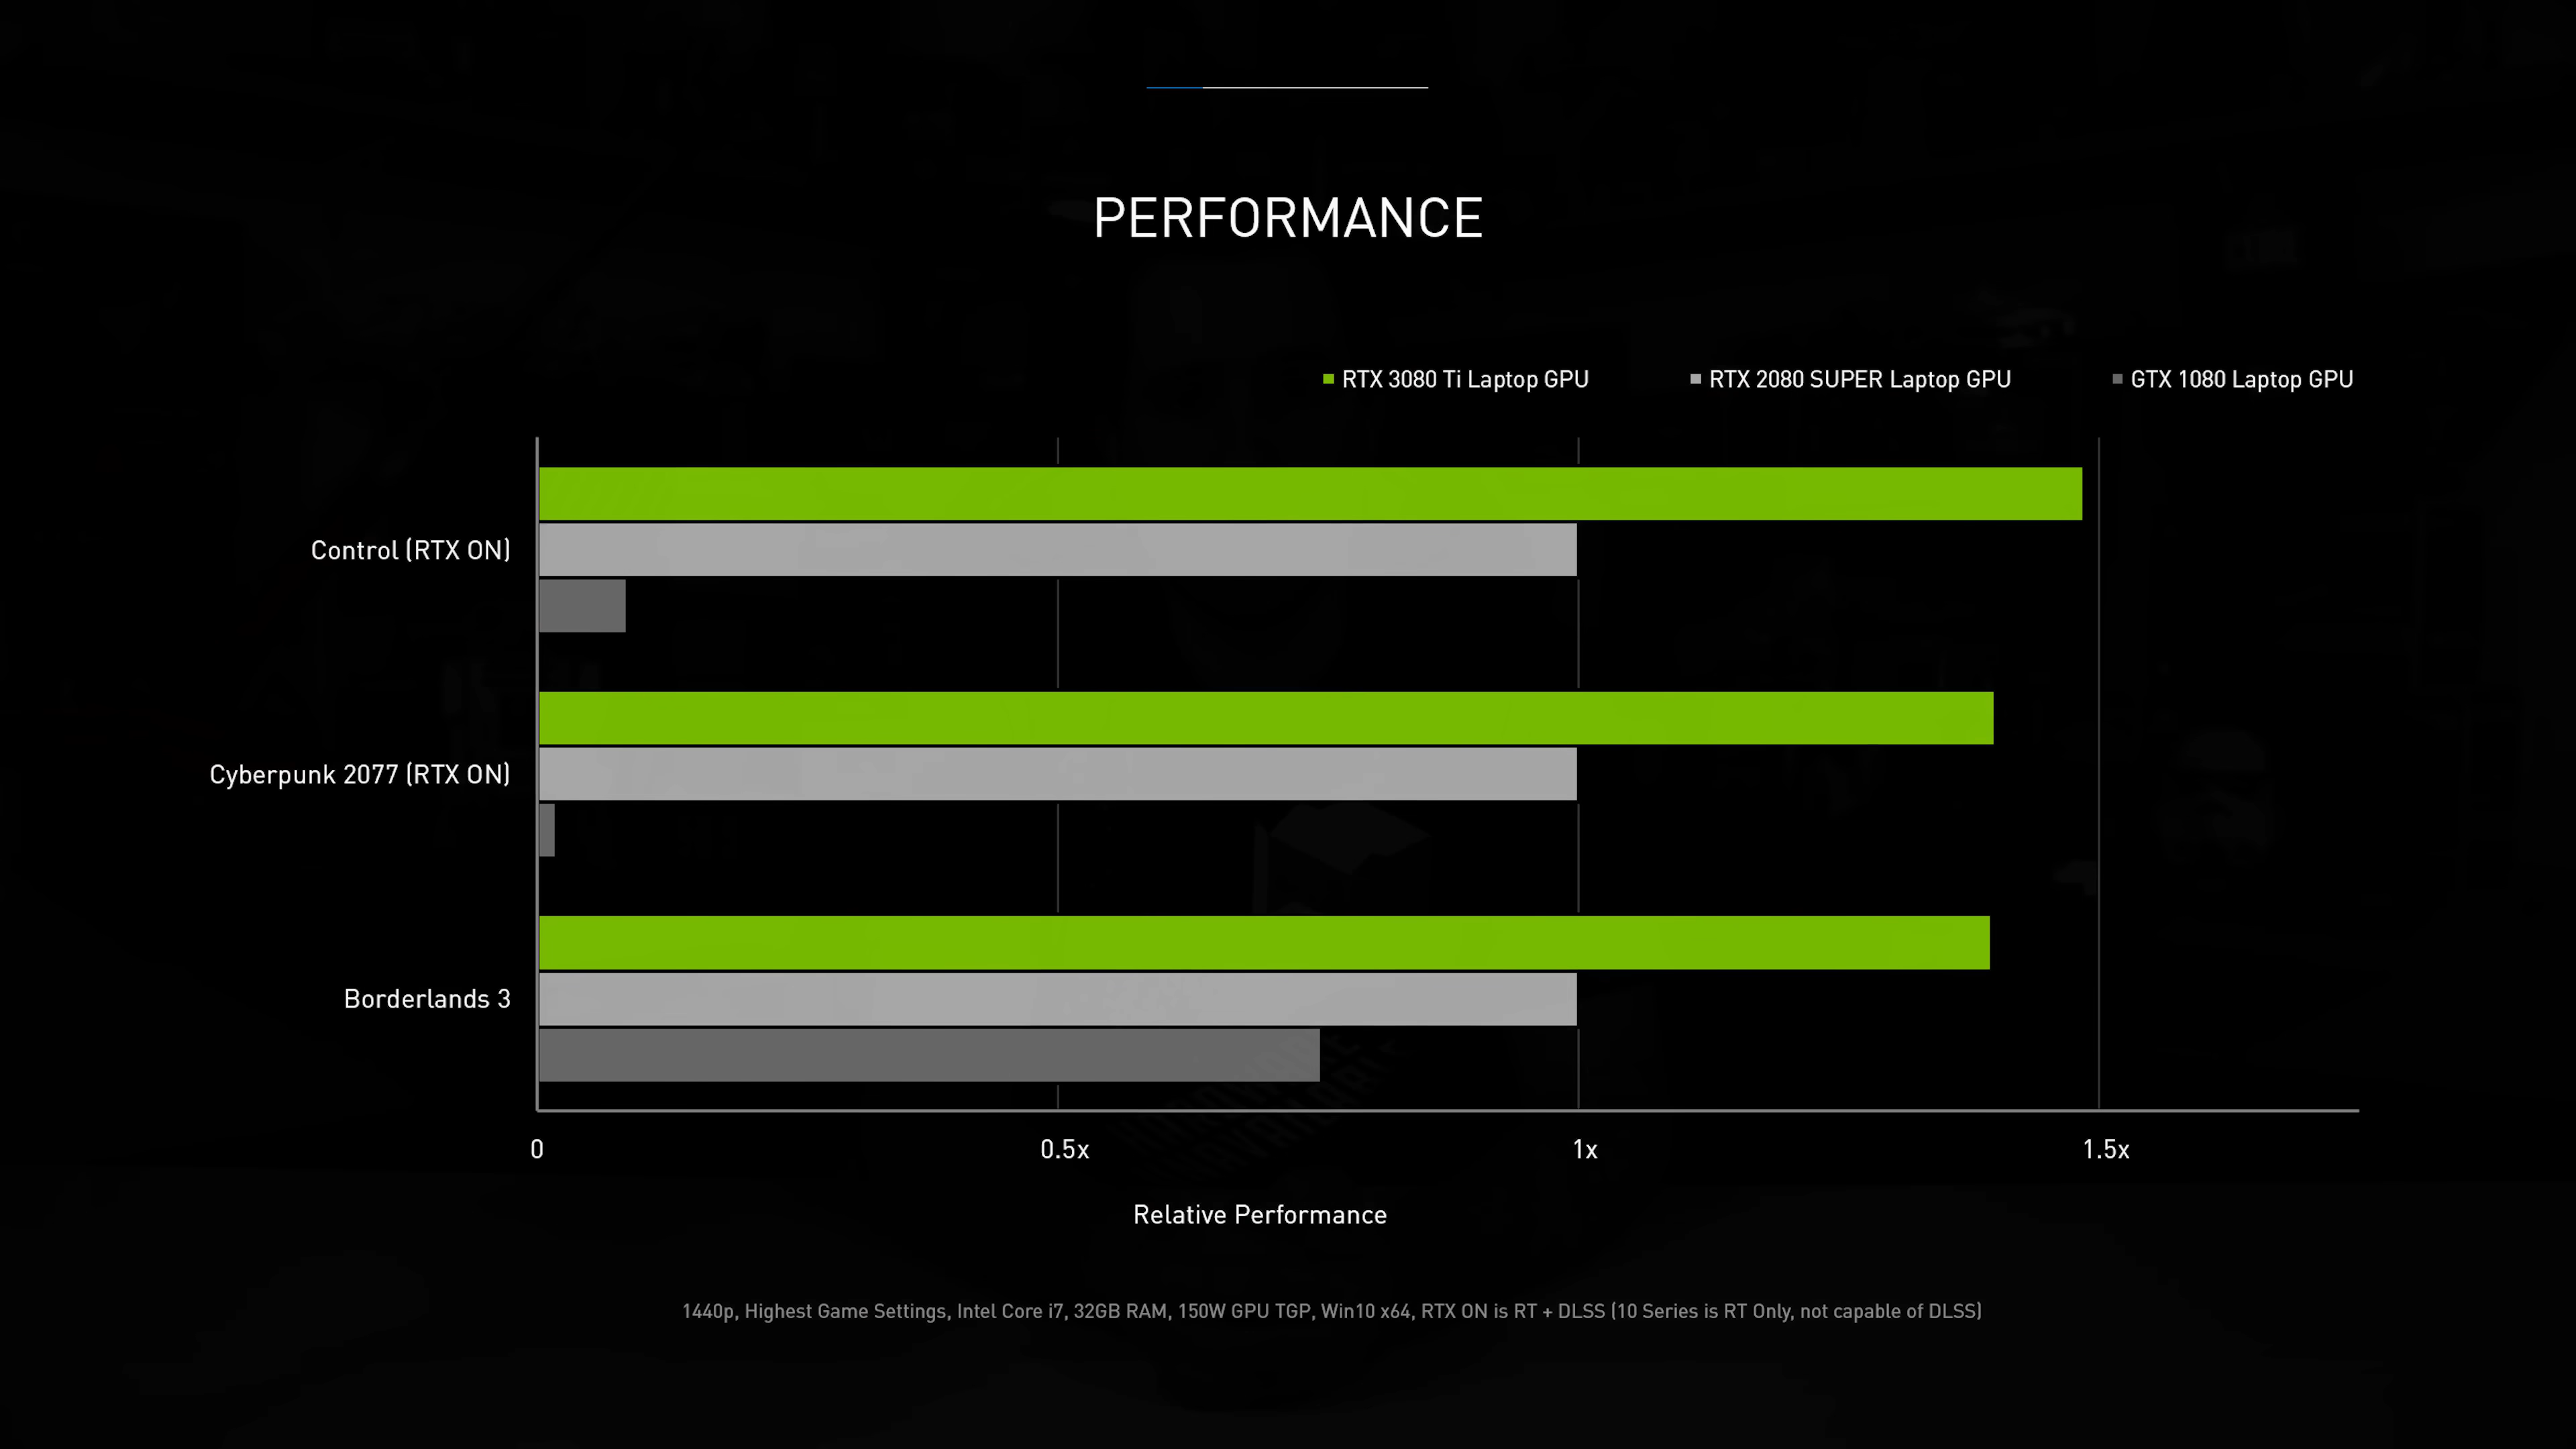 PERFORMANCE
RTX 3080 Ti Laptop GPU
RTX 2080 SUPER Laptop GPU
GTX 1080 Laptop GPU
Control (RTX ON)
Cyberpunk 2077 (RTX ON)
Borderlands 3
0
0.5x
1x
1.5x
Relative Performance
1440p, Highest Game Settings, Intel Core i7, 32GB RAM, 150W GPU TGP, Win10 x64, RTX ON is RT + DLSS (10 Series is RT Only, not capable of DLSS)